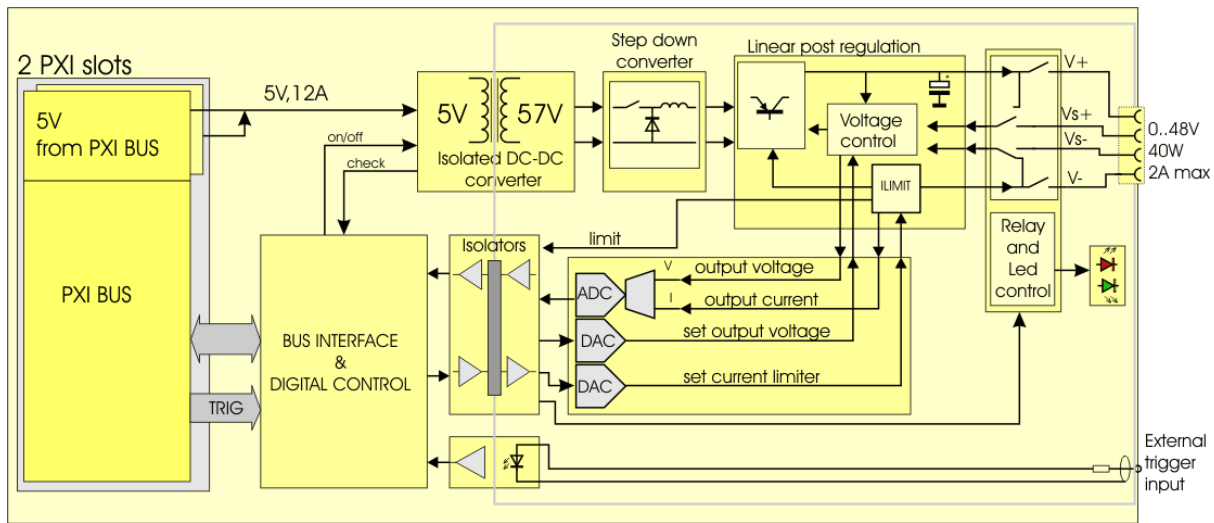 2 PXI slots
5V
from PXI BUS
PXI BUS
5V,12A
on/off
check
5V
57V
Isolated DC-DC
converter
Step down
converter
Linear post regulation
Voltage
control
ILIMIT
V+
Vs+
Vs-
V-
0..48V
40W
2A max
limit
Isolators
BUS INTERFACE
&
DIGITAL CONTROL
TRIG
ADC
V
I
output voltage
output current
DAC
set output voltage
DAC
set current limiter
Relay
and
Led
control
External
trigger
input